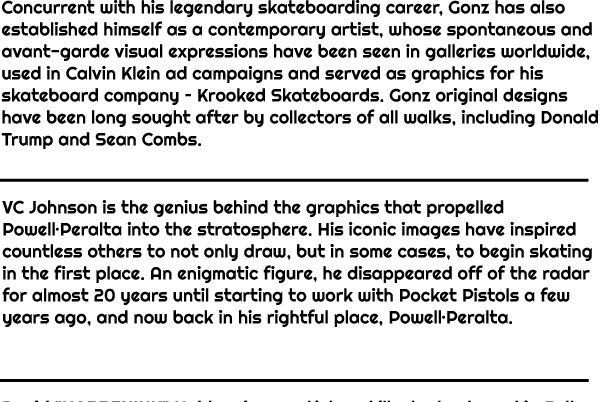 Concurrent with his legendary skateboarding career, Gonz has also
established himself as a contemporary artist, whose spontaneous and
avant-garde visual expressions have been seen in galleries worldwide,
used in Calvin Klein ad campaigns and served as graphics for his
skateboard company - Krooked Skateboards. Gonz original designs
have been long sought after by collectors of all walks, including Donald
Trump and Sean Combs.
VC Johnson is the genius behind the graphics that propelled
Powell·Peralta into the stratosphere. His iconic images have inspired
countless others to not only draw, but in some cases, to begin skating
in the first place. An enigmatic figure, he disappeared off of the radar
for almost 20 years until starting to work with Pocket Pistols a few
years ago, and now back in his rightful place, Powell·Peralta.